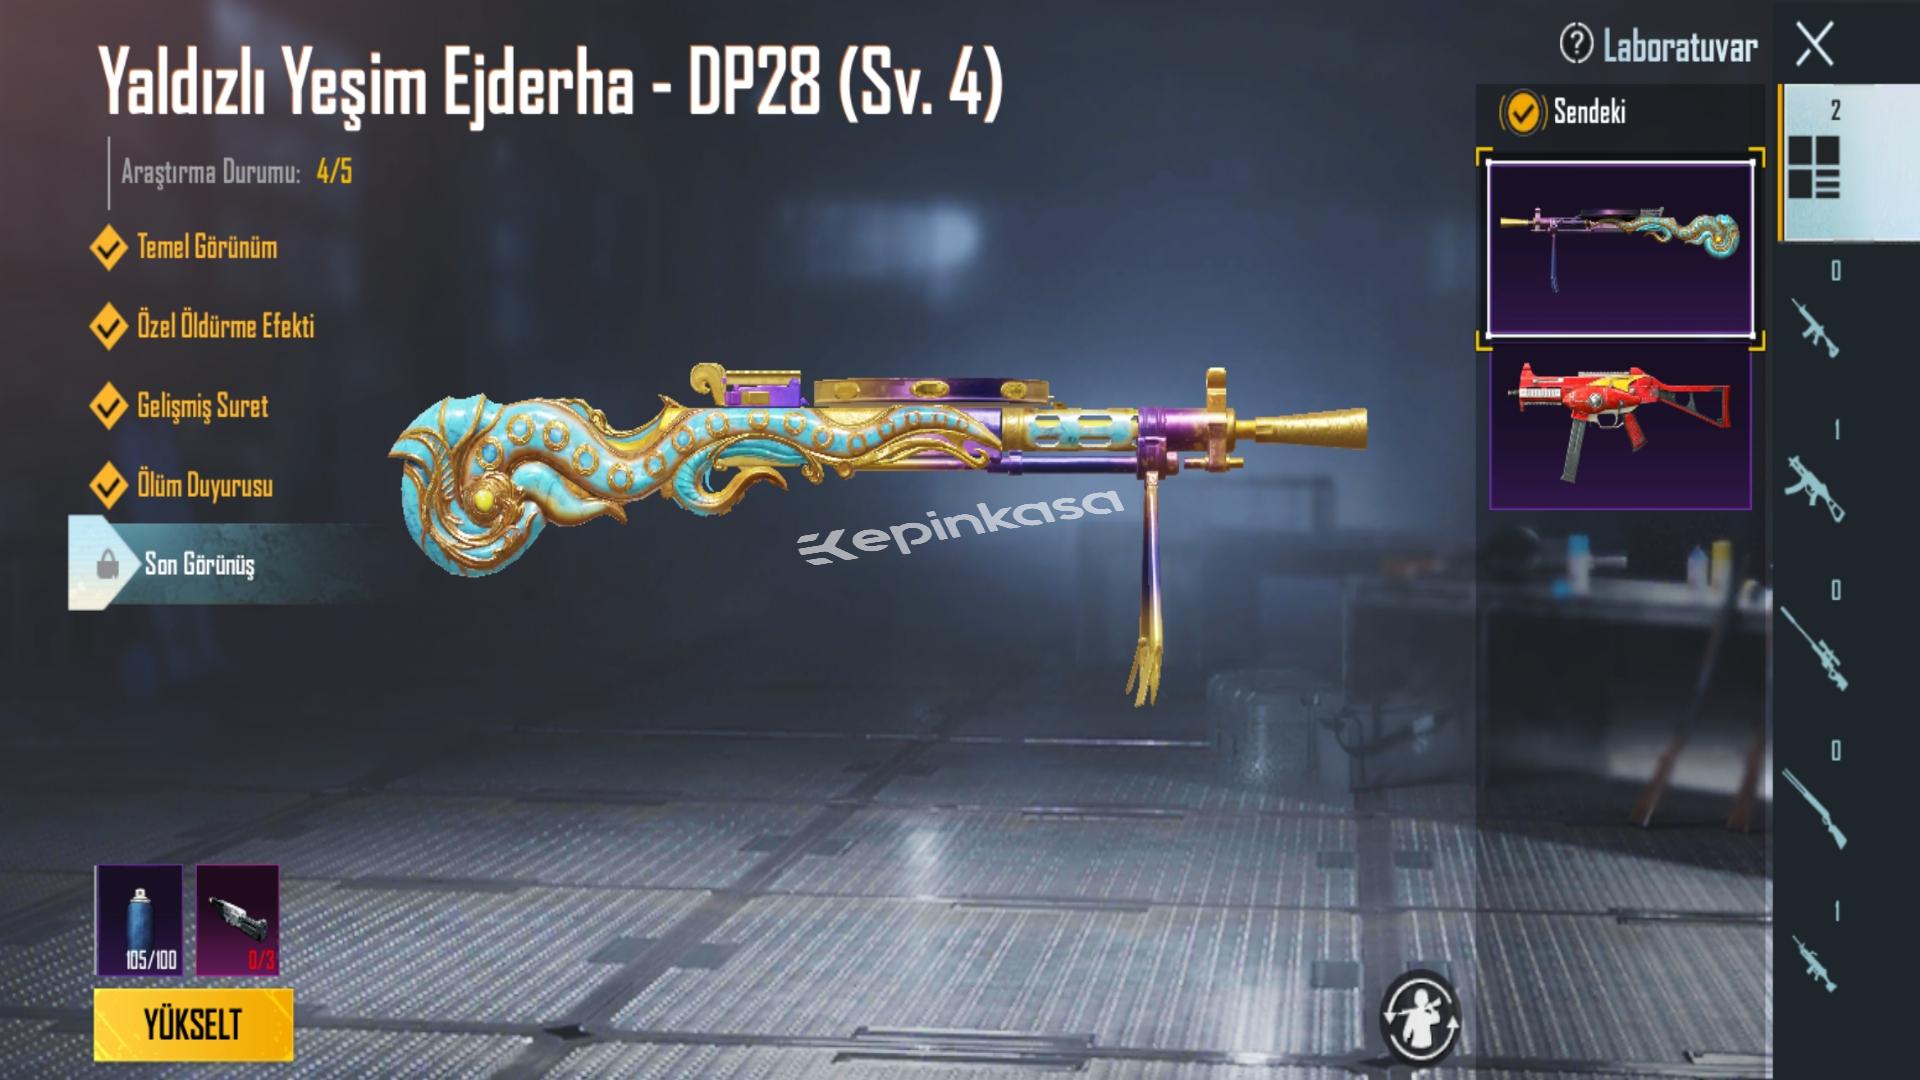 Yaldızlı Yeşim Ejderha - DP28 (Sv. 4)
Araştırma Durumu: 4/5
Temel Görünüm
Özel Öldürme Efekti
Gelişmiş Suret
Ölüm Duyurusu
Son Görünüş
epinkasa
105/100
0/3
YÜKSELT
? Laboratuvar
Sendeki
2
0
1
0
0
1